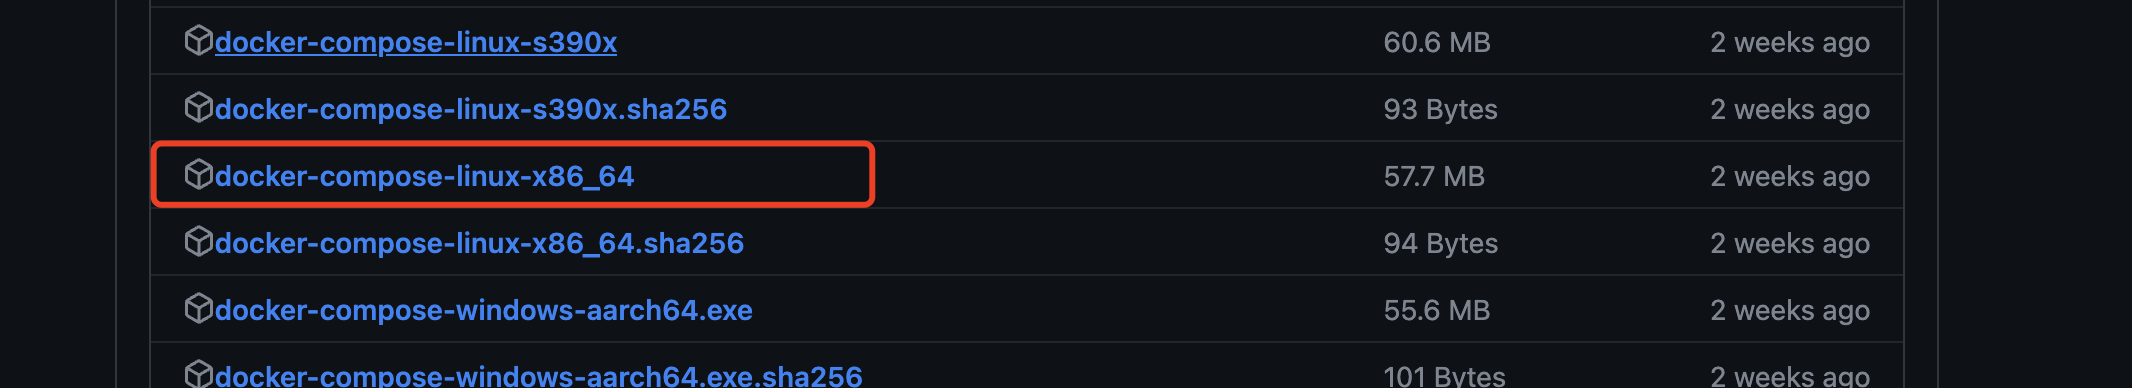 docker-compose-linux-s390x 60.6 MB 2 weeks ago
docker-compose-linux-s390x.sha256 93 Bytes 2 weeks ago
docker-compose-linux-x86_64 57.7 MB 2 weeks ago
docker-compose-linux-x86_64.sha256 94 Bytes 2 weeks ago
docker-compose-windows-aarch64.exe 55.6 MB 2 weeks ago
docker-compose-windows-aarch64.exe.sha256 101 Bytes 2 weeks ago